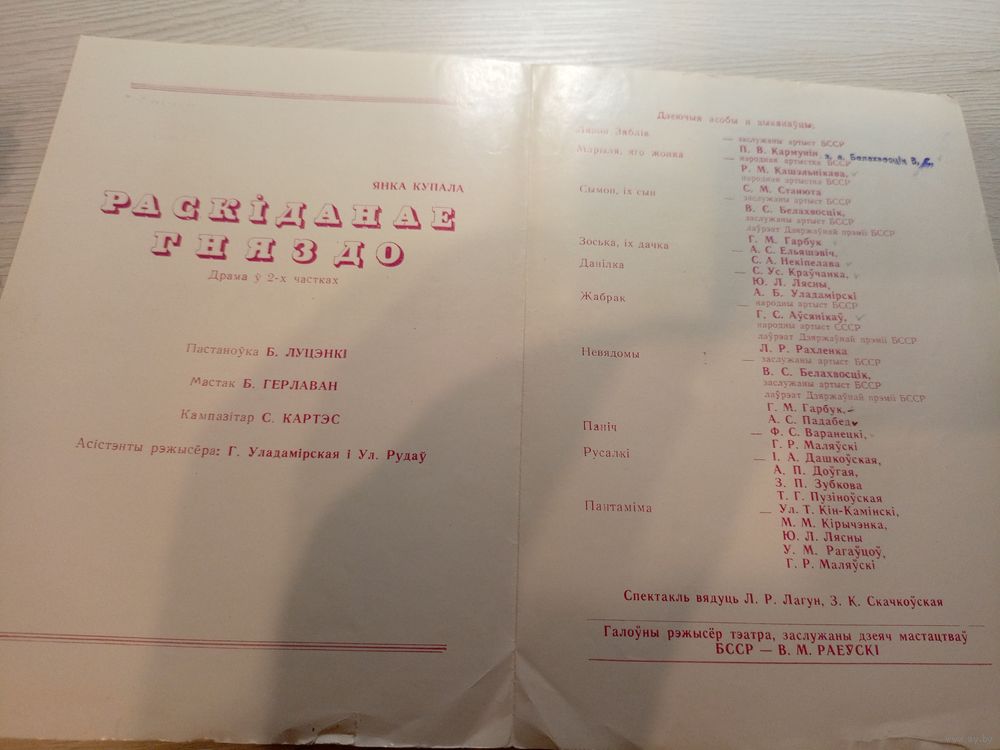 ЯНКА КУПАЛА
РАСКІДАНАЕ
ГНЯЗДО
Драма ў 2-х частках
Пастаноўка Б. ЛУЦЭНКІ
Мастак Б. ГЕРЛАВАН
Кампазітар С. КАРТЭС
Асістэнты рэжысёра: Г. Уладамірская і Ул. Рудаў
Дзеючыя асобы и выканаўцы:
Лявон Зяблік — заслужаны артыст БССР
П. В. Кармунін, з. а. Белахвосцік В. С.
Марыля, яго жонка — народная артыстка БССР
Р. М. Кашэльнікава,
народная артыстка БССР
С. М. Станюта
Сымон, іх сын — заслужаны артыст БССР
В. С. Белахвосцік,
заслужаны артыст БССР
лаўрэат Дзяржаўнай прэміі БССР
Г. М. Гарбук
Зоська, іх дачка — А. С. Ельяшэвіч,
С. А. Некіпелава
Данілка — С. Ус. Краўчанка,
Ю. Л. Лясны,
А. Б. Уладамірскі
Жабрак — народны артыст БССР
Г. С. Аўсянікаў,
народны артыст СССР
лаўрэат Дзяржаўнай прэміі БССР
Л. Р. Рахленка
Невядомы — заслужаны артыст БССР
В. С. Белахвосцік,
заслужаны артыст БССР
лаўрэат Дзяржаўнай прэміі БССР
Г. М. Гарбук,
А. С. Падабед
Паніч — Ф. С. Варанецкі,
Г. Р. Маляўскі
Русалкі — І. А. Дашкоўская,
А. П. Доўгая,
З. П. Зубкова
Т. Г. Пузіноўская
Пантаміма — Ул. Т. Кін-Камінскі,
М. М. Кірычэнка,
Ю. Л. Лясны
У. М. Рагаўцоў,
Г. Р. Маляўскі
Спектакль вядуць Л. Р. Лагун, З. К. Скачкоўская
Галоўны рэжысёр тэатра, заслужаны дзеяч мастацтваў
БССР — В. М. РАЕЎСКІ
www.ay.by